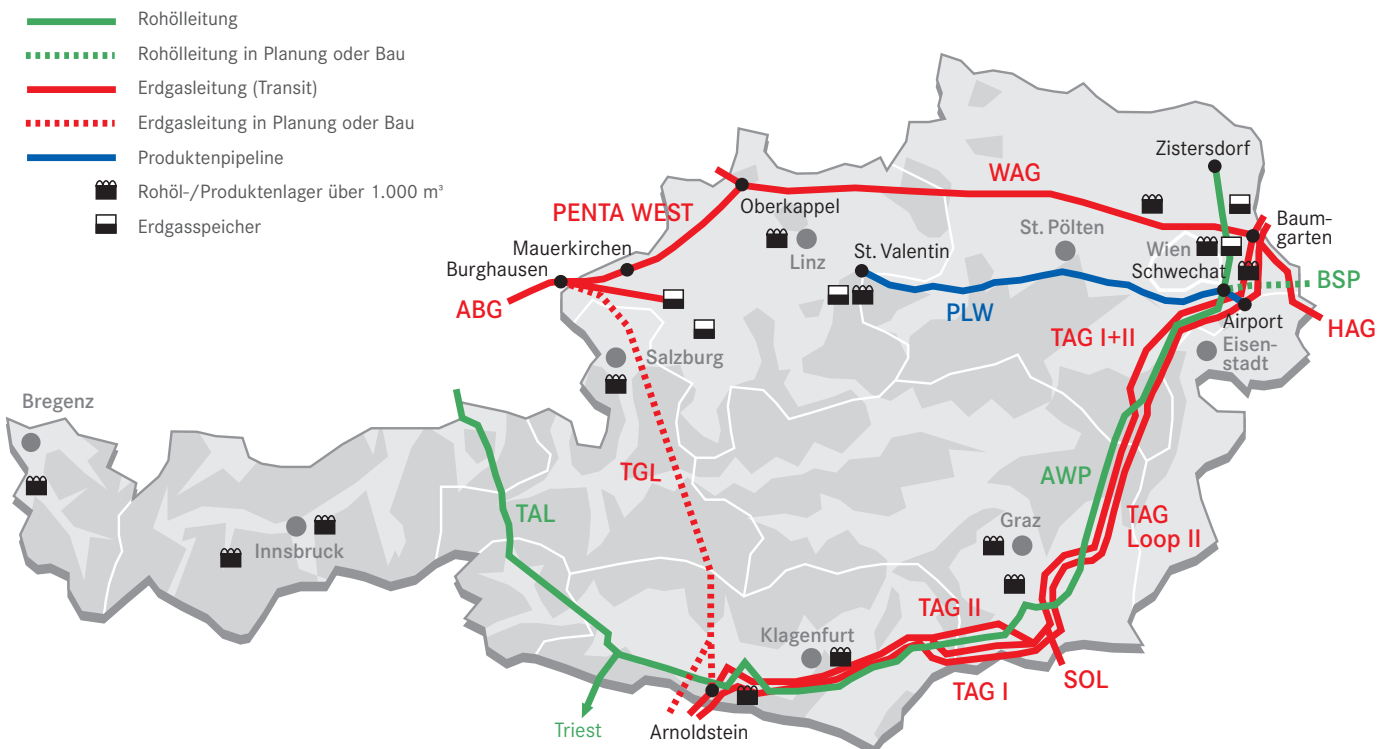 Rohölleitung
Rohölleitung in Planung oder Bau
Erdgasleitung (Transit)
Erdgasleitung in Planung oder Bau
Produktenpipeline
Rohöl-/Produktenlager über 1.000 m³
Erdgasspeicher
Zistersdorf
WAG
PENTA WEST
Oberkappel
Baum-
garten
St. Pölten
Wien
Mauerkirchen
Linz
St. Valentin
Burghausen
Schwechat
BSP
ABG
PLW
Airport
HAG
TAG I+II
Eisen-
stadt
Salzburg
Bregenz
TGL
AWP
TAL
Graz
TAG
Loop II
Innsbruck
TAG II
Klagenfurt
SOL
TAG I
Triest
Arnoldstein